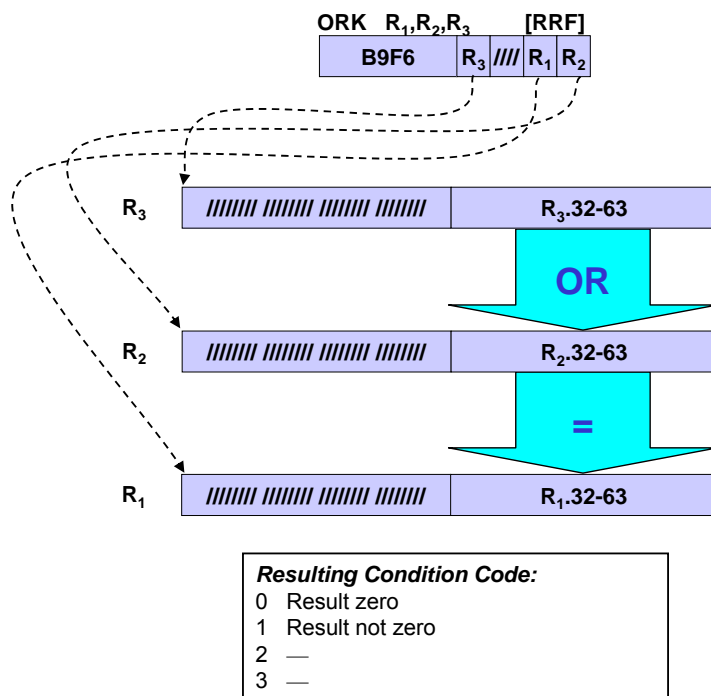 ORK R₁,R₂,R₃ [RRF]
B9F6 R₃ //// R₁ R₂
R₃ //////// //////// //////// //////// R₃.32-63
OR
R₂ //////// //////// //////// //////// R₂.32-63
=
R₁ //////// //////// //////// //////// R₁.32-63
Resulting Condition Code:
0 Result zero
1 Result not zero
2 —
3 —